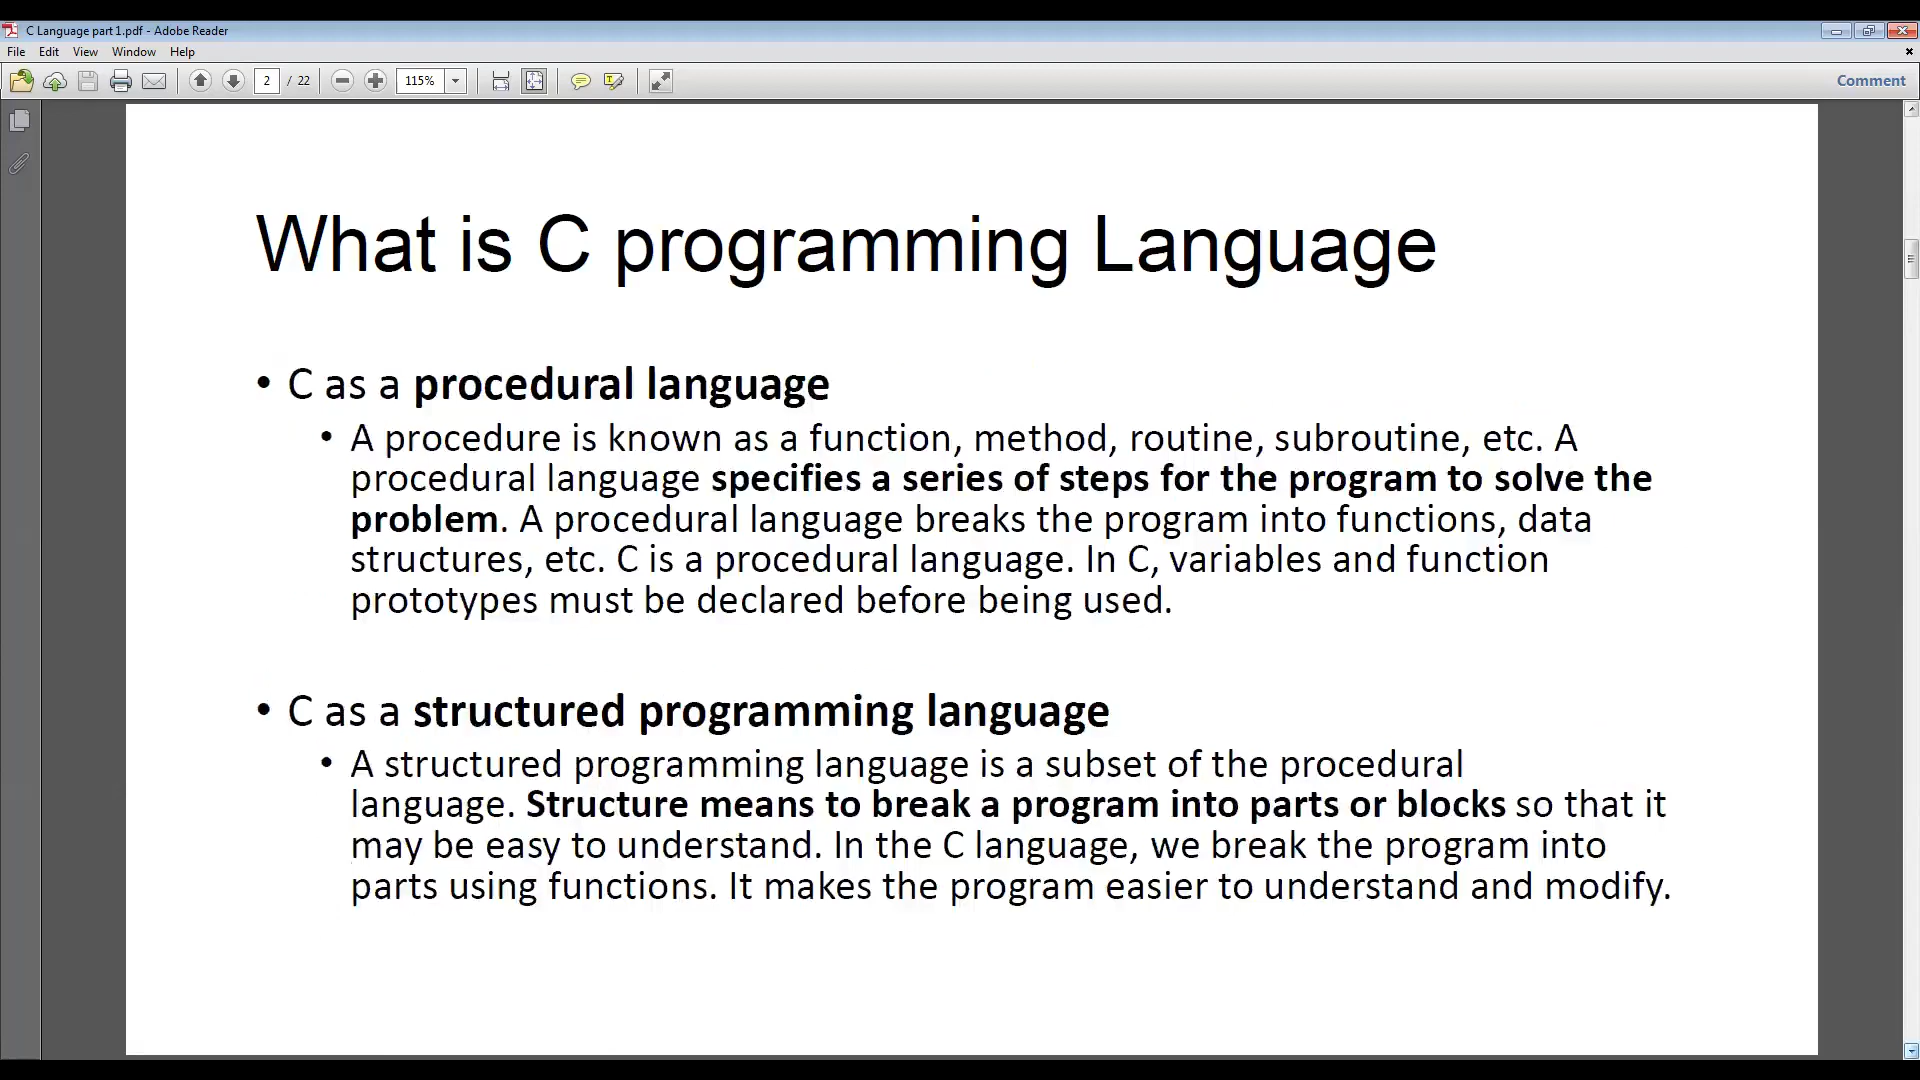 C Language part 1.pdf - Adobe Reader
File Edit View Window Help
2 / 22 115% Comment
What is C programming Language
• C as a procedural language
• A procedure is known as a function, method, routine, subroutine, etc. A
procedural language specifies a series of steps for the program to solve the
problem. A procedural language breaks the program into functions, data
structures, etc. C is a procedural language. In C, variables and function
prototypes must be declared before being used.
• C as a structured programming language
• A structured programming language is a subset of the procedural
language. Structure means to break a program into parts or blocks so that it
may be easy to understand. In the C language, we break the program into
parts using functions. It makes the program easier to understand and modify.